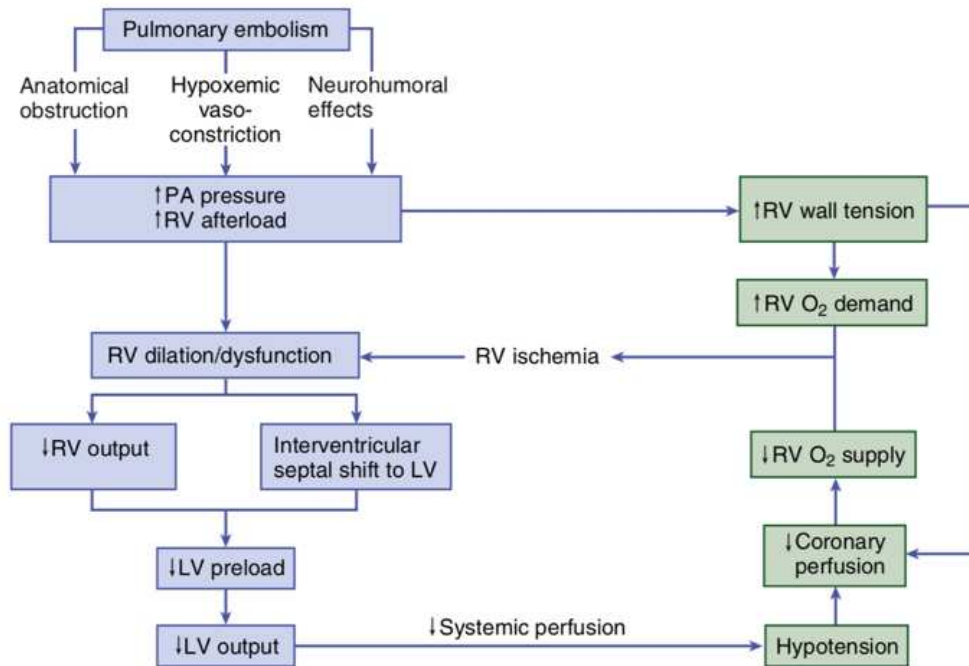 Pulmonary embolism
Anatomical
obstruction
Hypoxemic
vaso-
constriction
Neurohumoral
effects
↑PA pressure
↑RV afterload
↑RV wall tension
↑RV O₂ demand
RV dilation/dysfunction
RV ischemia
↓RV output
Interventricular
septal shift to LV
↓RV O₂ supply
↓Coronary
perfusion
↓LV preload
↓LV output
↓Systemic perfusion
Hypotension